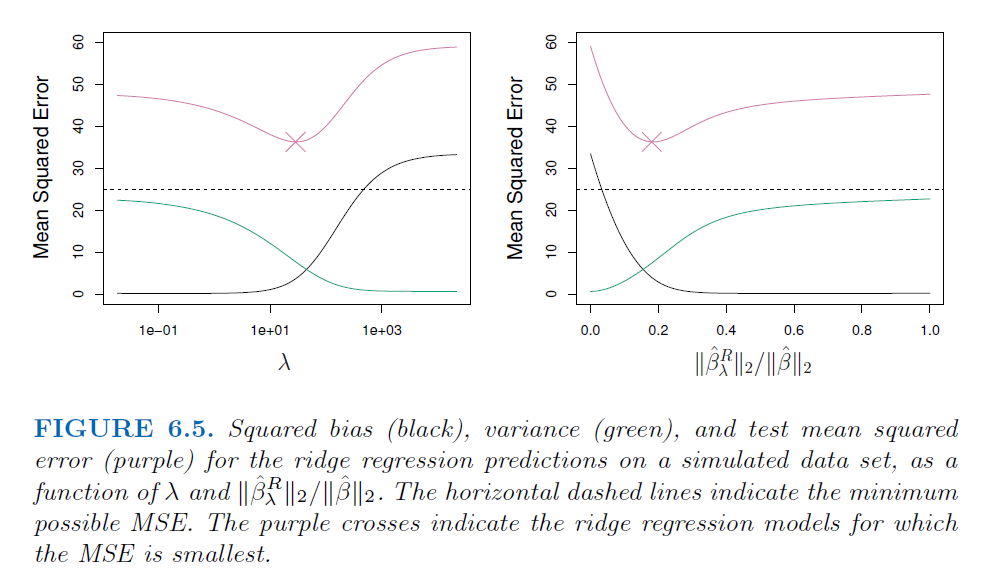 Mean Squared Error
60
50
40
30
20
10
0
1e−01 1e+01 1e+03
λ
Mean Squared Error
60
50
40
30
20
10
0
0.0 0.2 0.4 0.6 0.8 1.0
‖β̂λᴿ‖₂/‖β̂‖₂
FIGURE 6.5. Squared bias (black), variance (green), and test mean squared
error (purple) for the ridge regression predictions on a simulated data set, as a
function of λ and ‖β̂λᴿ‖₂/‖β̂‖₂. The horizontal dashed lines indicate the minimum
possible MSE. The purple crosses indicate the ridge regression models for which
the MSE is smallest.